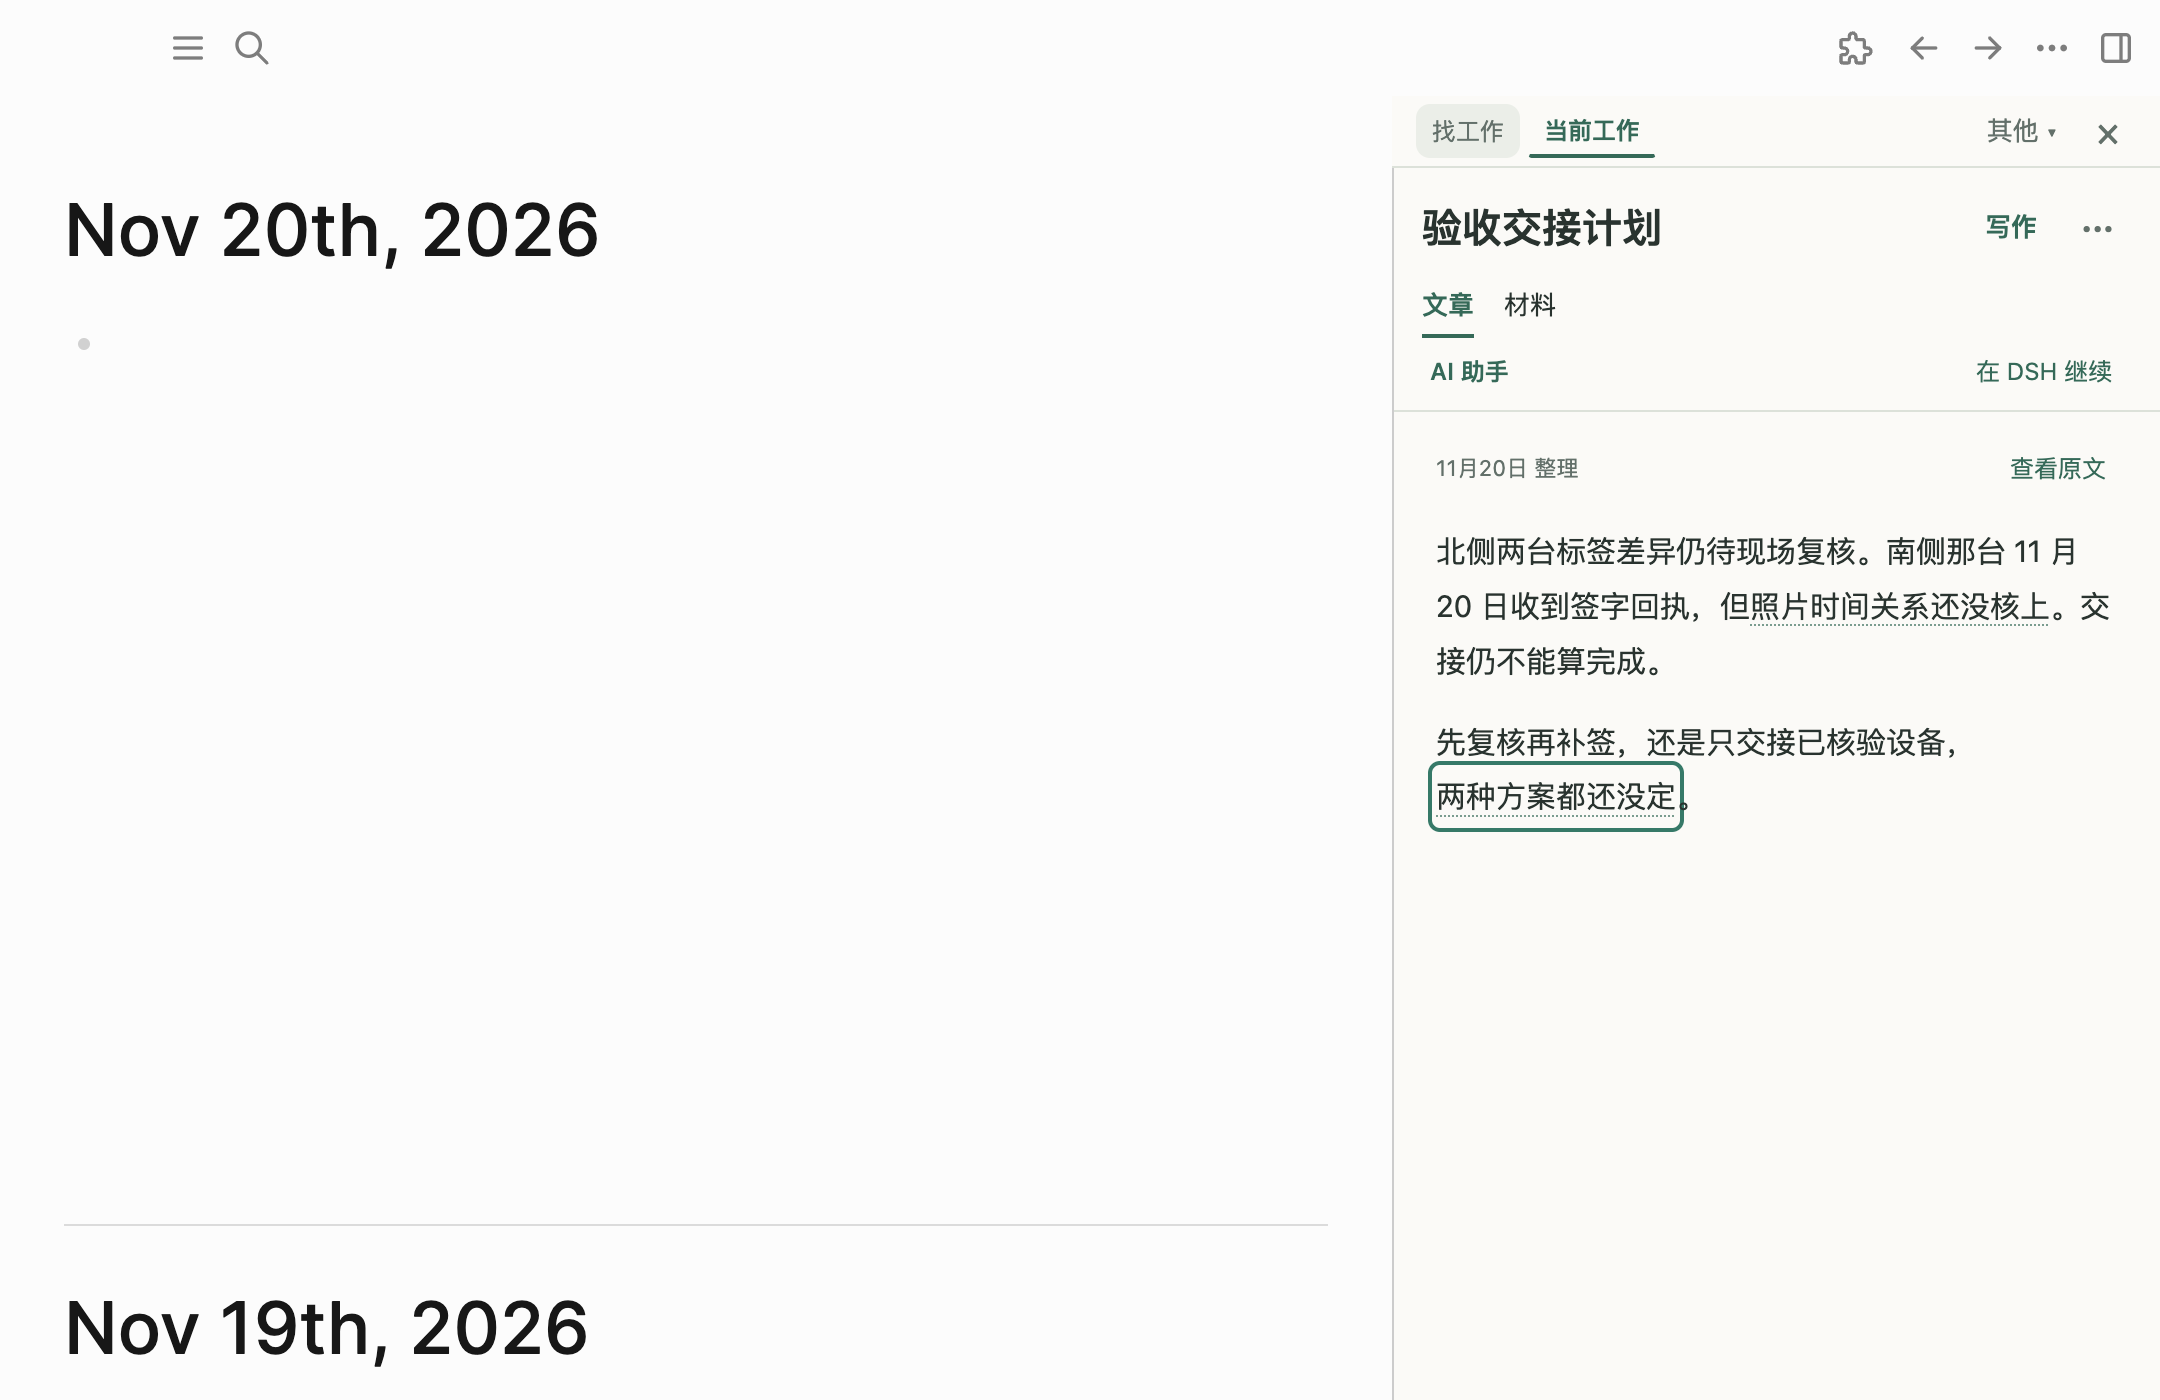 Nov 20th, 2026
Nov 19th, 2026
找工作
当前工作
其他
验收交接计划
写作
文章
材料
AI 助手
在 DSH 继续
11月20日 整理
查看原文
北侧两台标签差异仍待现场复核。南侧那台 11 月
20 日收到签字回执，但照片时间关系还没核上。交
接仍不能算完成。
先复核再补签，还是只交接已核验设备，
两种方案都还没定。